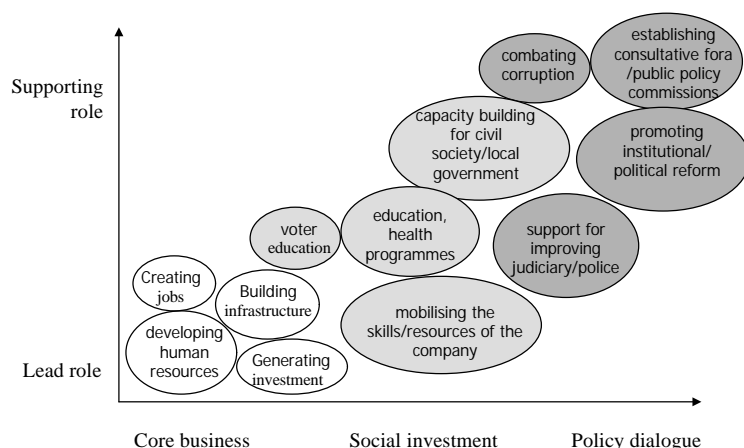 establishing
consultative fora
/public policy
commissions
combating
corruption
Supporting
role
capacity building
for civil
society/local
government
promoting
institutional/
political reform
voter
education
education,
health
programmes
support for
improving
judiciary/police
Creating
jobs
Building
infrastructure
mobilising the
skills/resources of the
company
developing
human
resources
Generating
investment
Lead role
Core business
Social investment
Policy dialogue